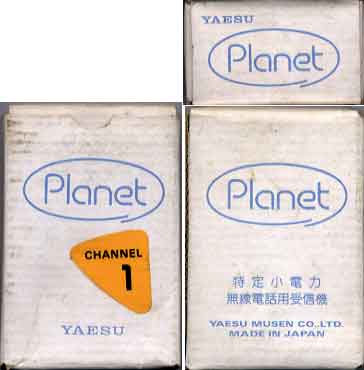 YAESU
Planet
Planet
CHANNEL
1
YAESU
Planet
特定小電力
無線電話用受信機
YAESU MUSEN CO.,LTD.
MADE IN JAPAN